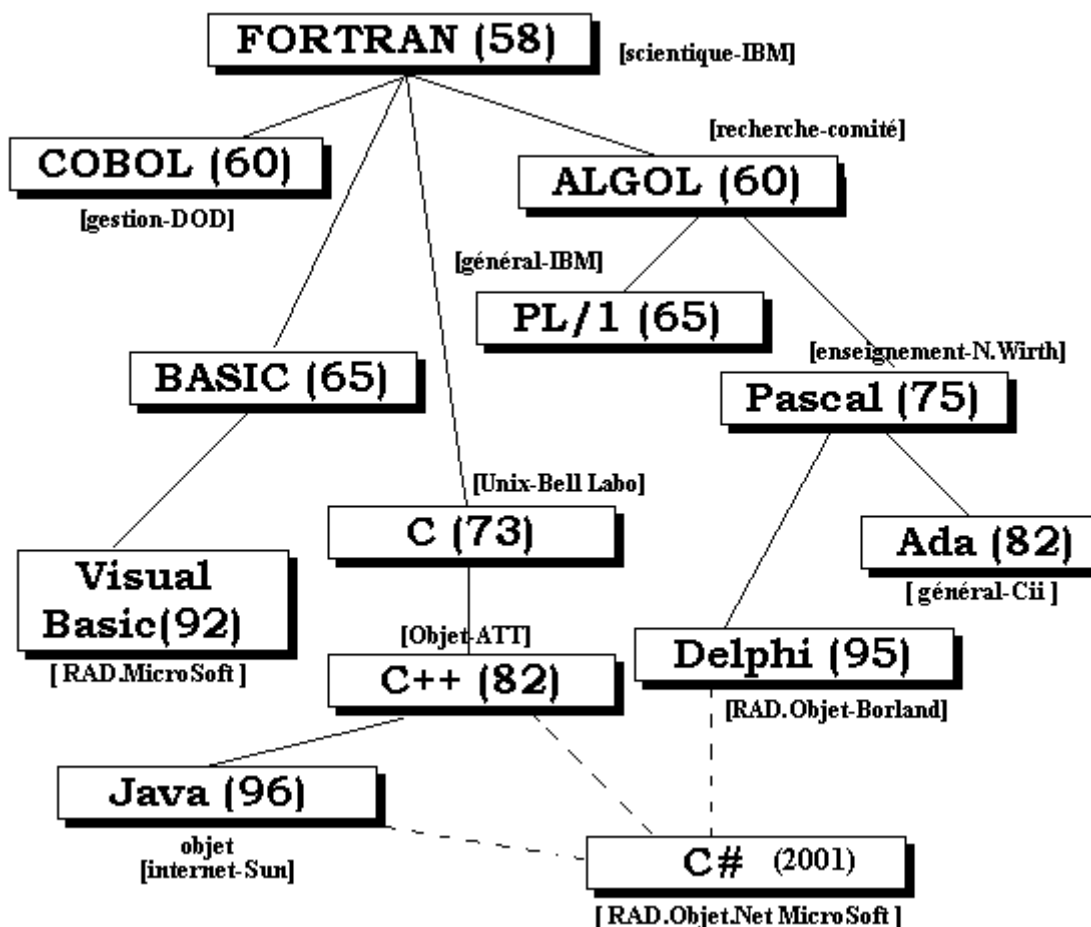 FORTRAN (58)
[scientique-IBM]
[recherche-comité]
COBOL (60)
ALGOL (60)
[gestion-DOD]
[général-IBM]
PL/1 (65)
[enseignement-N.Wirth]
BASIC (65)
Pascal (75)
[Unix-Bell Labo]
C (73)
Ada (82)
[ général-Cii ]
Visual
Basic(92)
[ RAD.MicroSoft ]
[Objet-ATT]
C++ (82)
Delphi (95)
[RAD.Objet-Borland]
Java (96)
objet
[internet-Sun]
C# (2001)
[ RAD.Objet.Net MicroSoft ]